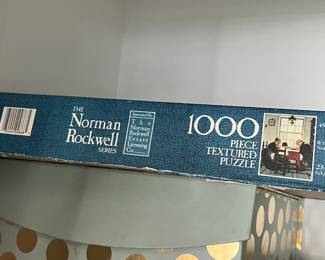 THE
Norman
Rockwell
SERIES
Sponsored By
The
Norman
Rockwell
Estate
Licensing
Co.
1000
PIECE
TEXTURED
PUZZLE